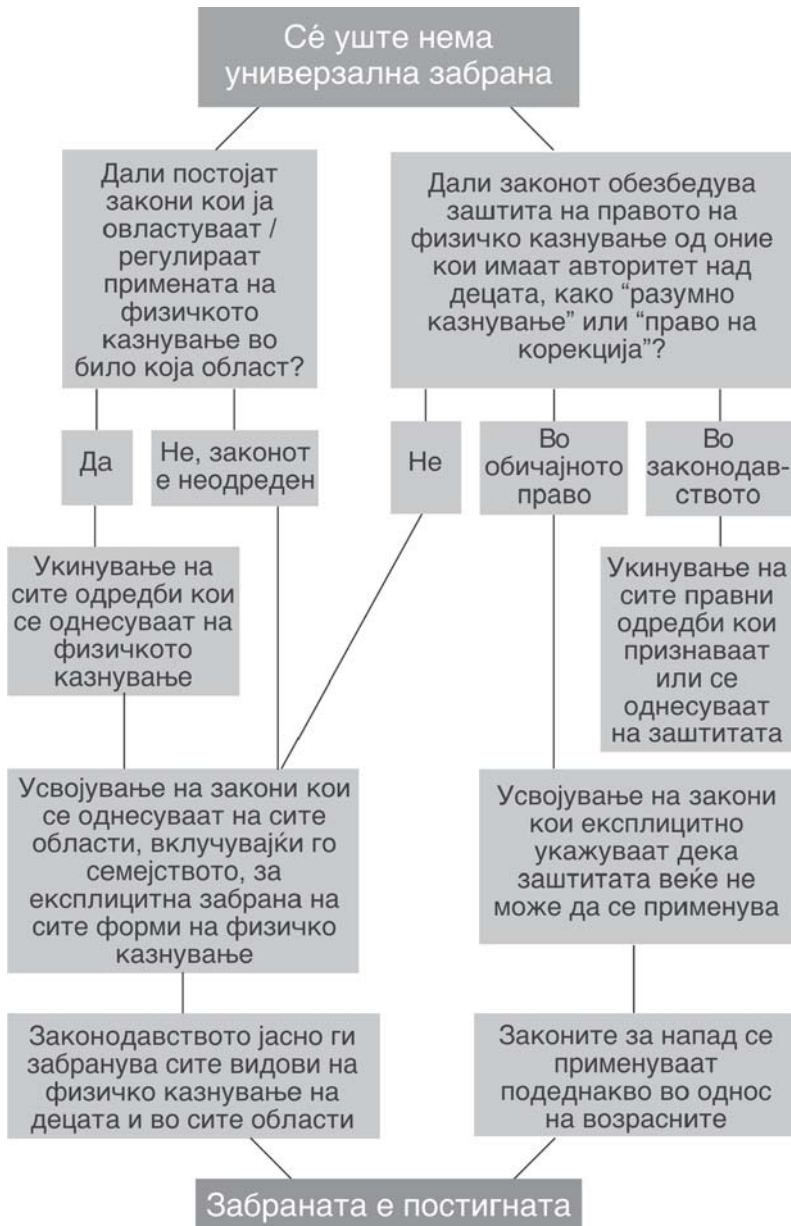 Сé уште нема
универзална забрана
Дали постојат
закони кои ја
овластуваат /
регулираат
примената на
физичкото
казнување во
било која област?
Дали законот обезбедува
заштита на правото на
физичко казнување од оние
кои имаат авторитет над
децата, како “разумно
казнување” или “право на
корекција”?
Да
Не, законот
е неодреден
Не
Во
обичајното
право
Во
законодав-
ството
Укинување на
сите одредби кои
се однесуваат на
физичкото
казнување
Укинување на
сите правни
одредби кои
признаваат
или се
однесуваат
на заштитата
Усвојување на закони кои
се однесуваат на сите
области, вклучувајќи го
семејството, за
експлицитна забрана на
сите форми на физичко
казнување
Усвојување на закони
кои експлицитно
укажуваат дека
заштитата веќе не
може да се применува
Законодавството јасно ги
забранува сите видови на
физичко казнување на
децата и во сите области
Законите за напад се
применуваат
подеднакво во однос
на возрасните
Забраната е постигната